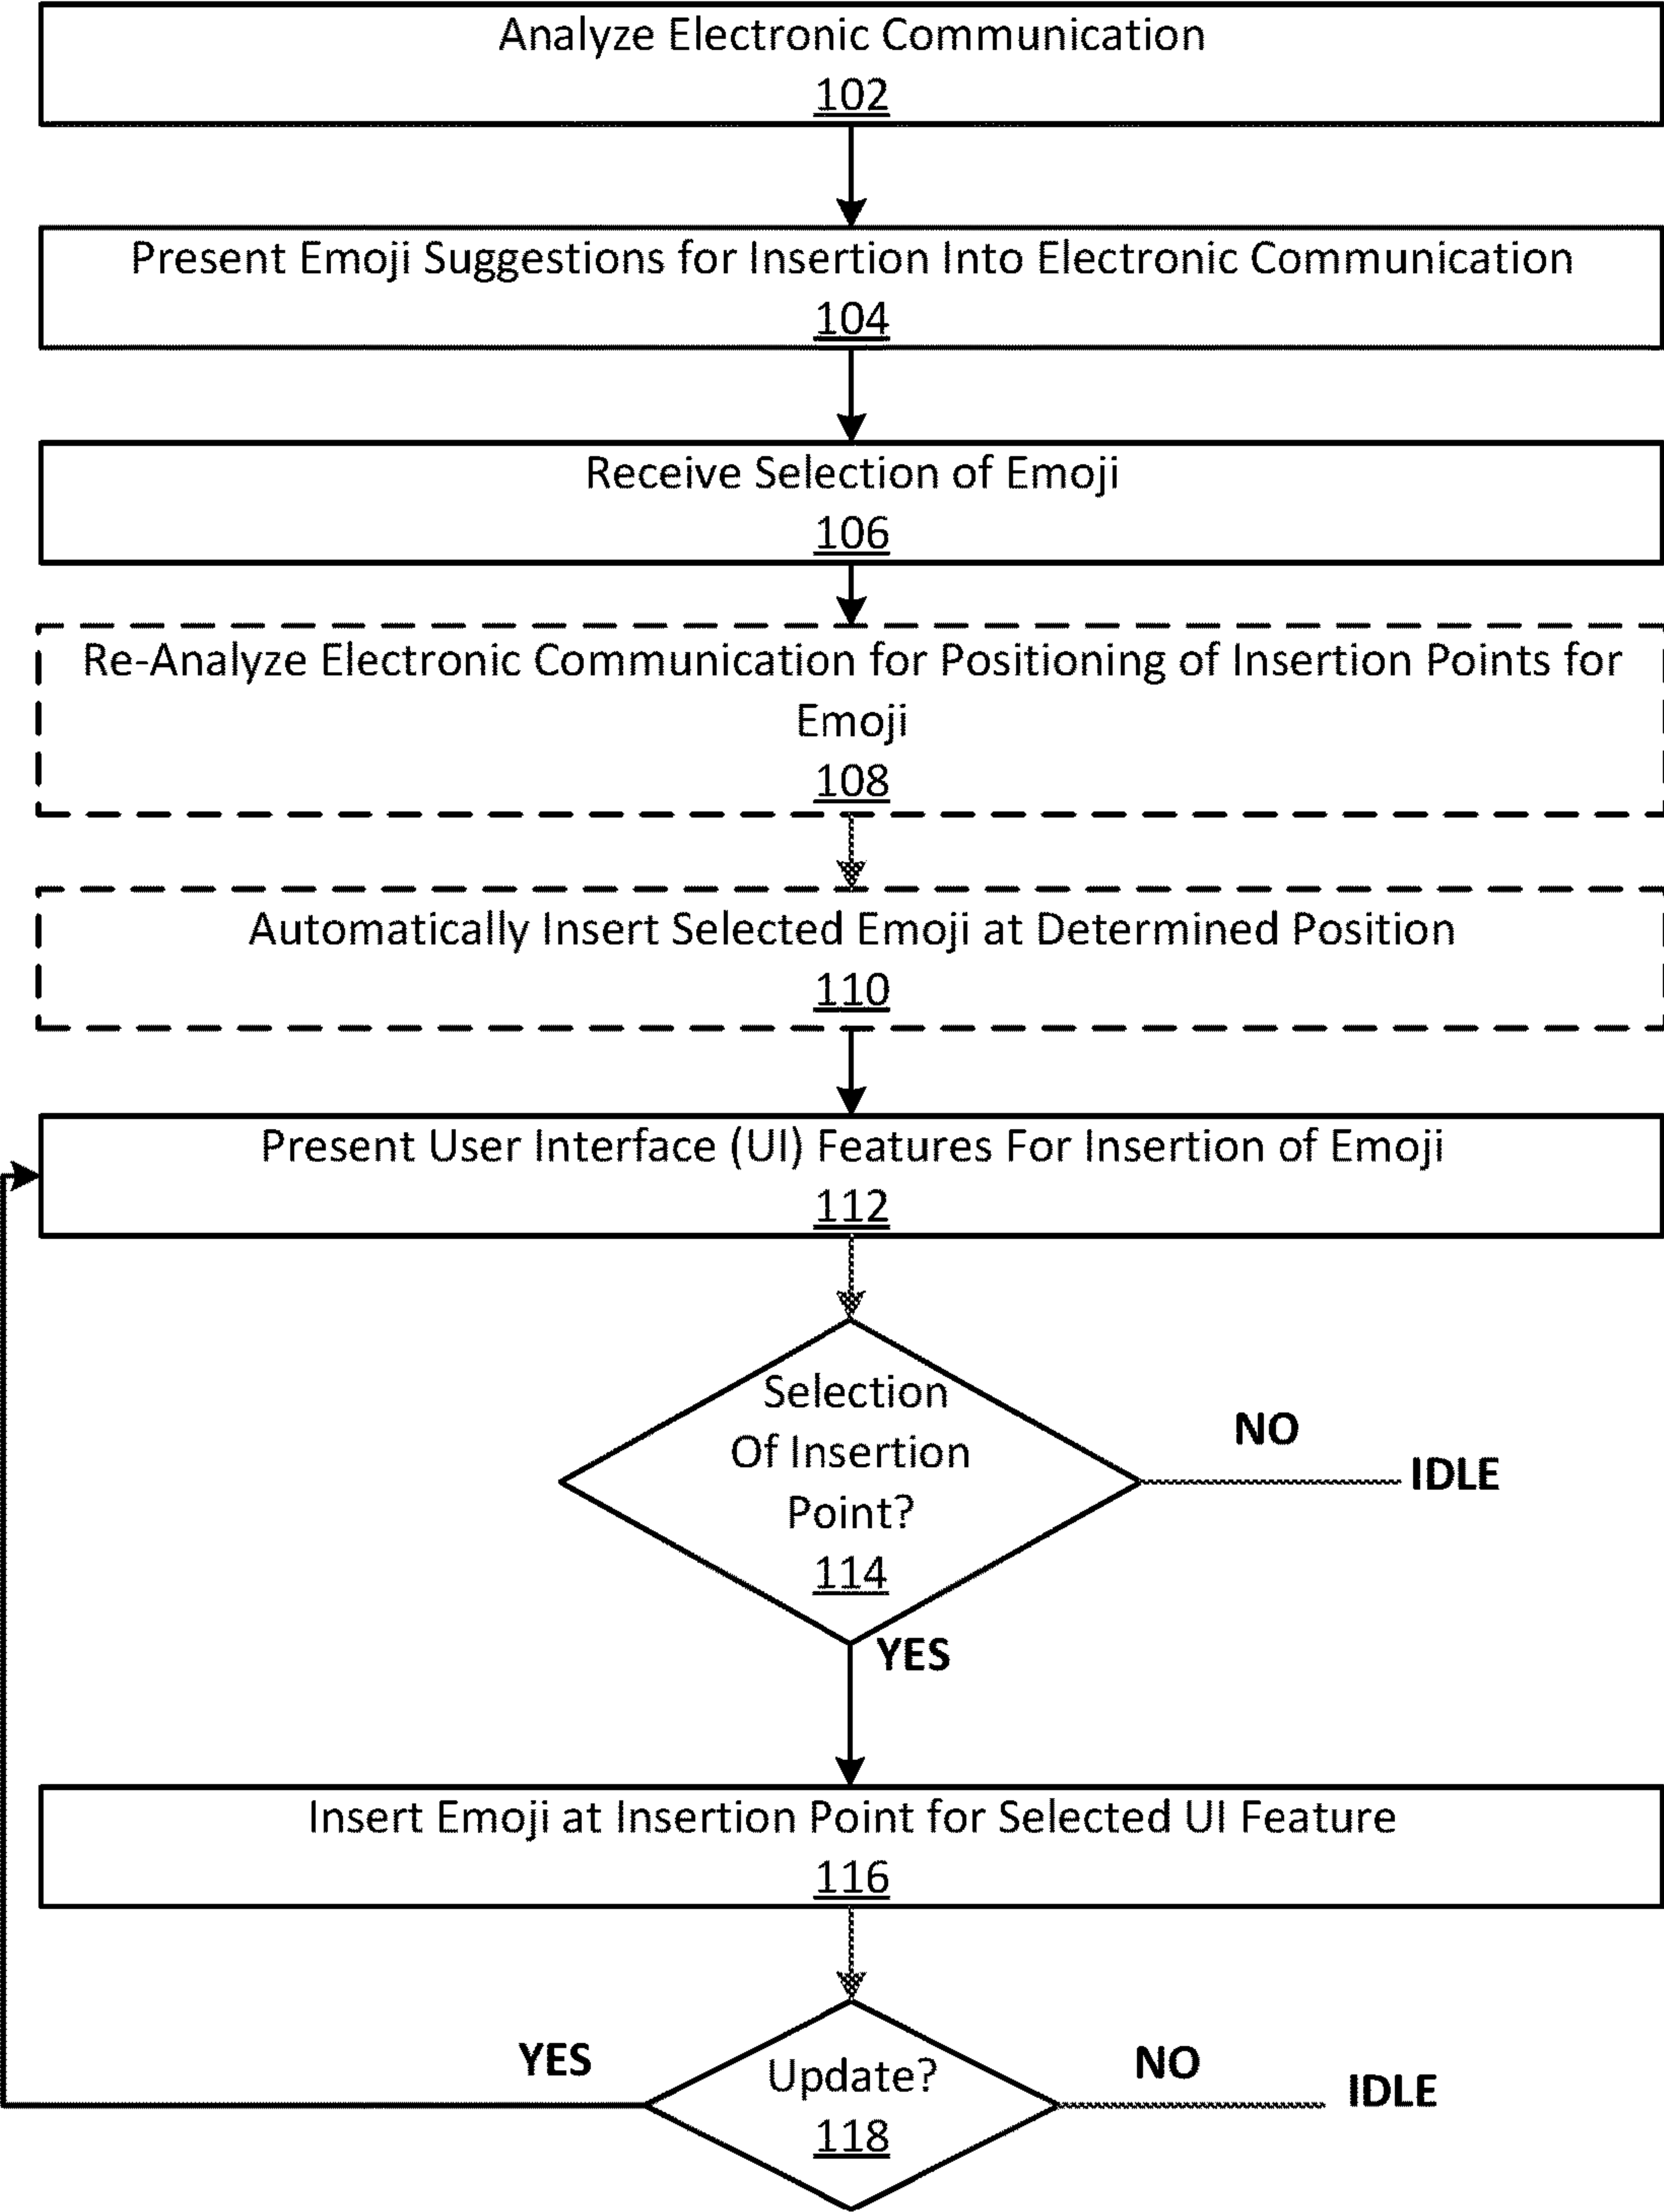 Analyze Electronic Communication
102
Present Emoji Suggestions for Insertion Into Electronic Communication
104
Receive Selection of Emoji
106
Re-Analyze Electronic Communication for Positioning of Insertion Points for
Emoji
108
Automatically Insert Selected Emoji at Determined Position
110
Present User Interface (UI) Features For Insertion of Emoji
112
Selection
Of Insertion
Point?
114
NO
IDLE
YES
Insert Emoji at Insertion Point for Selected UI Feature
116
YES
Update?
118
NO
IDLE